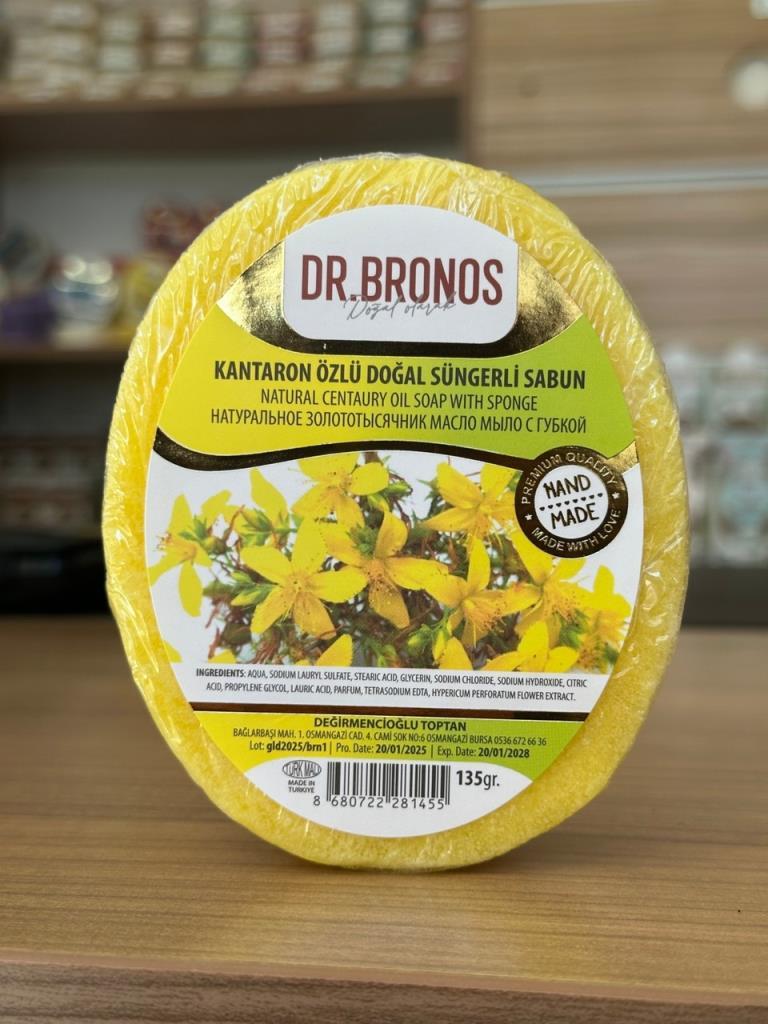 DR.BRONOS
Doğal olarak
KANTARON ÖZLÜ DOĞAL SÜNGERLİ SABUN
NATURAL CENTAURY OIL SOAP WITH SPONGE
НАТУРАЛЬНОЕ ЗОЛОТОТЫСЯЧНИК МАСЛО МЫЛО С ГУБКОЙ
PREMIUM QUALITY
HAND
MADE
MADE WITH LOVE
INGREDIENTS: AQUA, SODIUM LAURYL SULFATE, STEARIC ACID, GLYCERIN, SODIUM CHLORIDE, SODIUM HYDROXIDE, CITRIC
ACID, PROPYLENE GLYCOL, LAURIC ACID, PARFUM, TETRASODIUM EDTA, HYPERICUM PERFORATUM FLOWER EXTRACT.
DEĞİRMENCİOĞLU TOPTAN
BAĞLARBAŞI MAH. 1. OSMANGAZİ CAD. 4. CAMİ SOK NO:6 OSMANGAZİ BURSA 0536 672 66 36
Lot: gld2025/brn1 | Pro. Date: 20/01/2025 | Exp. Date: 20/01/2028
TÜRK MALI
MADE IN
TURKIYE
8 680722 281455
135gr.